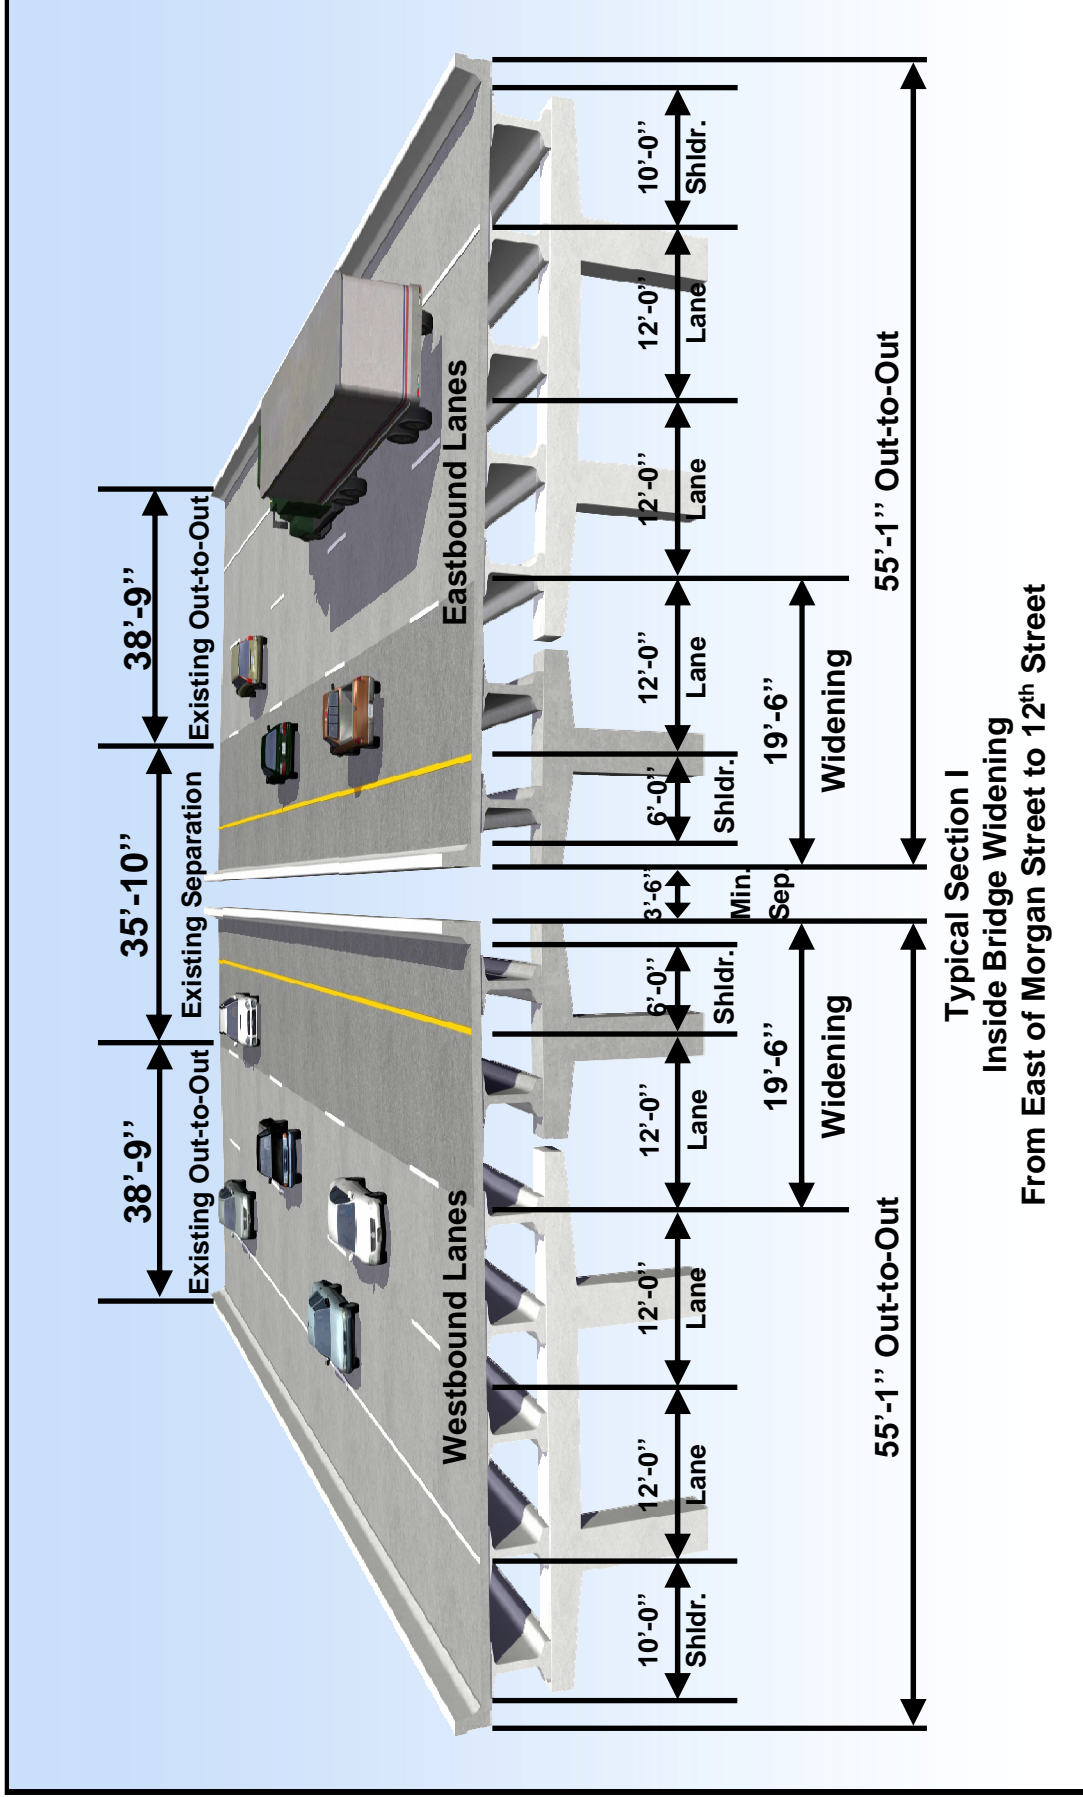 38’-9’’
35’-10’’
38’-9’’
Existing Out-to-Out
Existing Separation
Existing Out-to-Out
Westbound Lanes
Eastbound Lanes
10’-0’’
12’-0’’
12’-0’’
12’-0’’
6’-0’’
3’-6’’
6’-0’’
12’-0’’
12’-0’’
12’-0’’
10’-0’’
Shldr.
Lane
Lane
Lane
Shldr.
Min.
Sep.
Shldr.
Lane
Lane
Lane
Shldr.
19’-6’’
Widening
19’-6’’
Widening
55’-1’’ Out-to-Out
55’-1’’ Out-to-Out
Typical Section I
Inside Bridge Widening
From East of Morgan Street to 12th Street